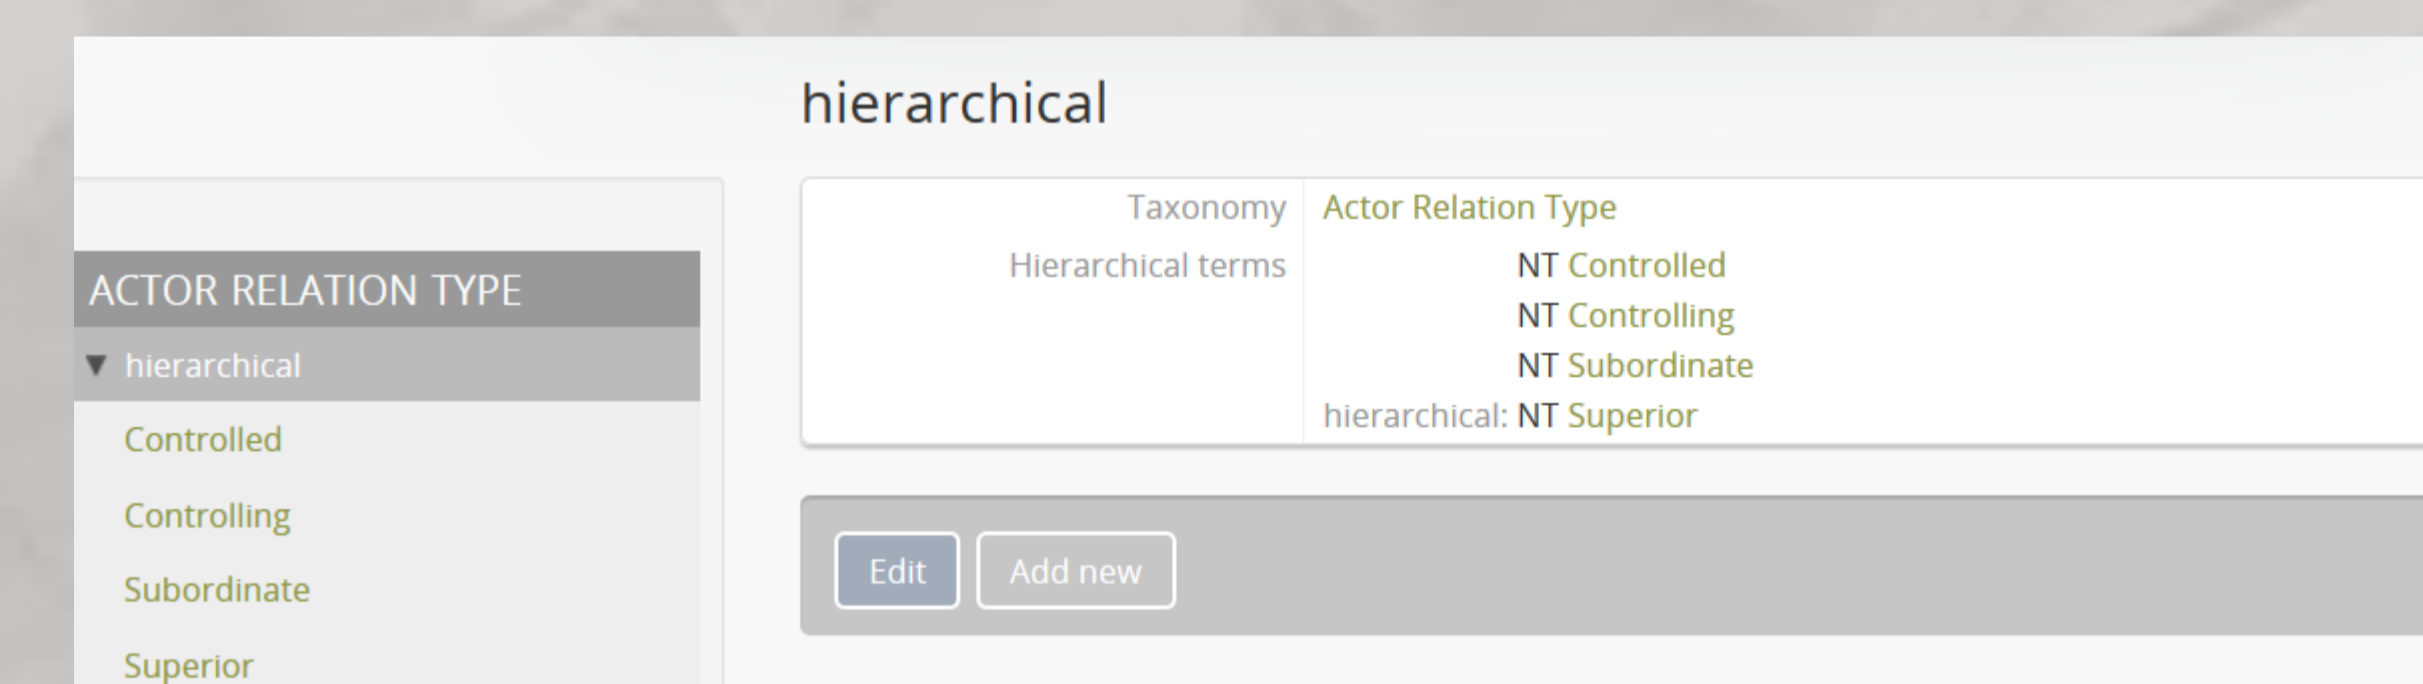 hierarchical
ACTOR RELATION TYPE
hierarchical
Controlled
Controlling
Subordinate
Superior
Taxonomy Actor Relation Type
Hierarchical terms NT Controlled
NT Controlling
NT Subordinate
hierarchical: NT Superior
Edit Add new